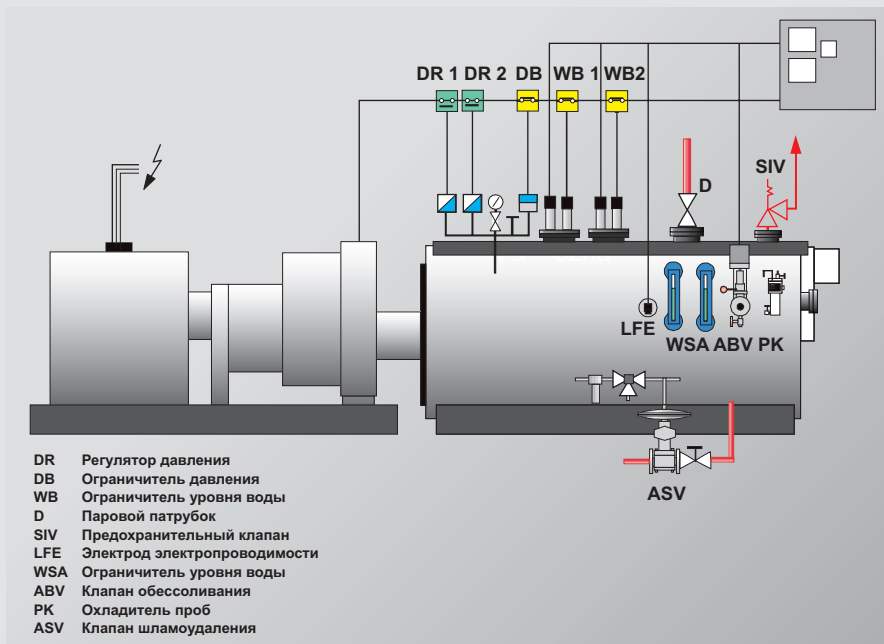 DR 1 DR 2 DB WB 1 WB2
D
SIV
LFE
WSA ABV PK
ASV
DR Регулятор давления
DB Ограничитель давления
WB Ограничитель уровня воды
D Паровой патрубок
SIV Предохранительный клапан
LFE Электрод электропроводимости
WSA Ограничитель уровня воды
ABV Клапан обессоливания
PK Охладитель проб
ASV Клапан шламоудаления